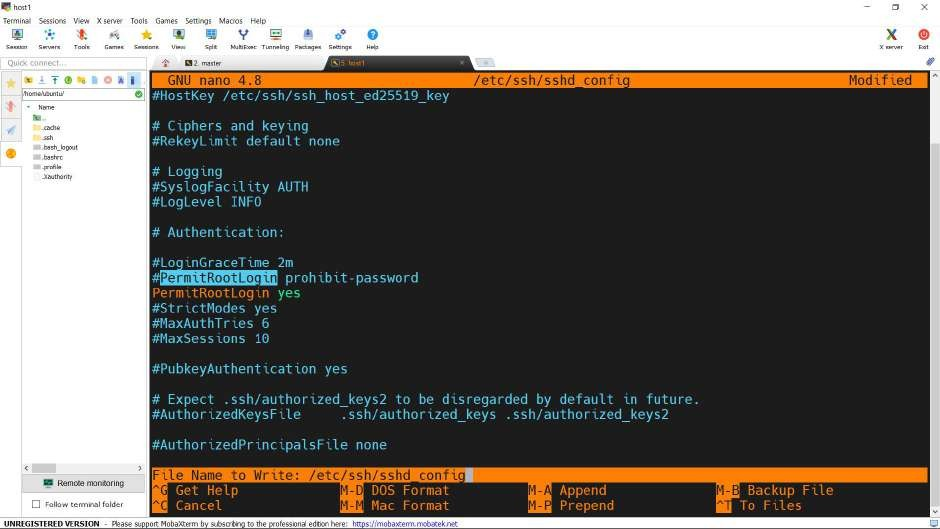 host1
Terminal Sessions View X server Tools Games Settings Macros Help
Session Servers Tools Games Sessions View Split MultiExec Tunneling Packages Settings Help X server Exit
Quick connect...
2. master
5. host1
/home/ubuntu/
Name
..
.cache
.ssh
.bash_logout
.bashrc
.profile
.Xauthority
Remote monitoring
Follow terminal folder
GNU nano 4.8 /etc/ssh/sshd_config Modified
#HostKey /etc/ssh/ssh_host_ed25519_key
# Ciphers and keying
#RekeyLimit default none
# Logging
#SyslogFacility AUTH
#LogLevel INFO
# Authentication:
#LoginGraceTime 2m
#PermitRootLogin prohibit-password
PermitRootLogin yes
#StrictModes yes
#MaxAuthTries 6
#MaxSessions 10
#PubkeyAuthentication yes
# Expect .ssh/authorized_keys2 to be disregarded by default in future.
#AuthorizedKeysFile .ssh/authorized_keys .ssh/authorized_keys2
#AuthorizedPrincipalsFile none
File Name to Write: /etc/ssh/sshd_config
^G Get Help M-D DOS Format M-A Append M-B Backup File
^C Cancel M-M Mac Format M-P Prepend ^T To Files
UNREGISTERED VERSION - Please support MobaXterm by subscribing to the professional edition here: https://mobaxterm.mobatek.net